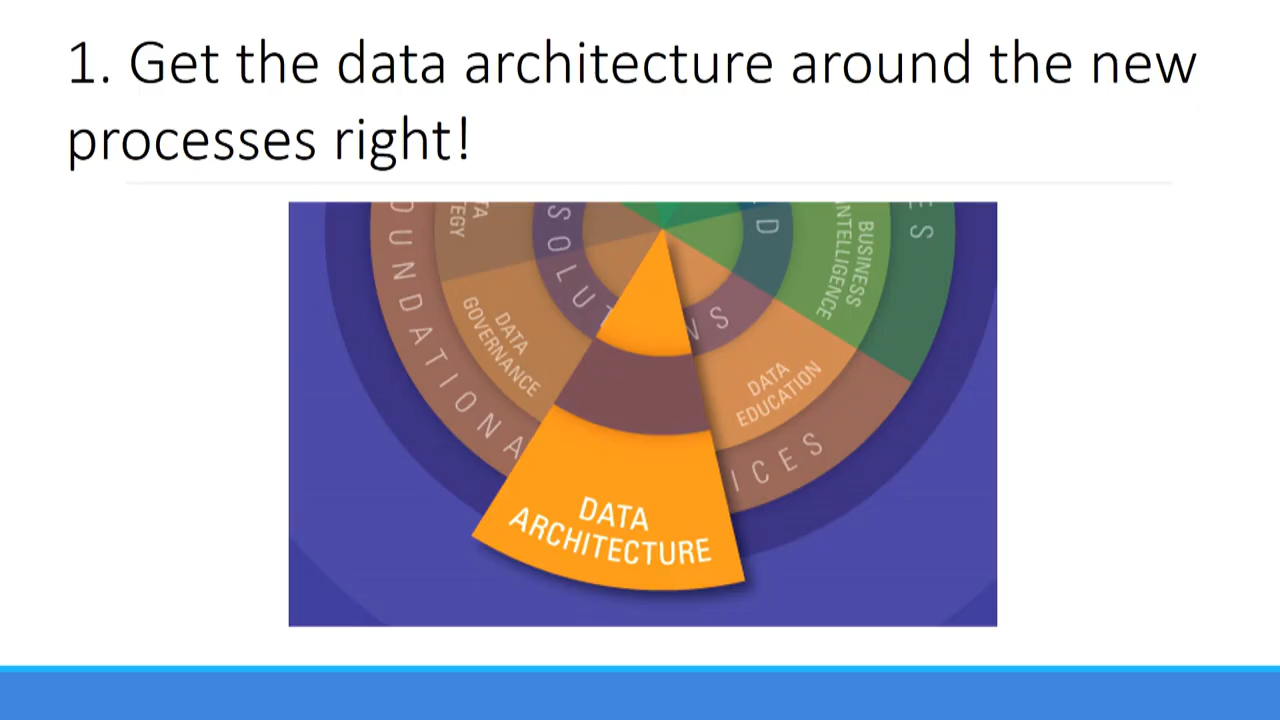 1. Get the data architecture around the new
processes right!
BUSINESS
INTELLIGENCE
DATA
GOVERNANCE
DATA
EDUCATION
DATA
ARCHITECTURE